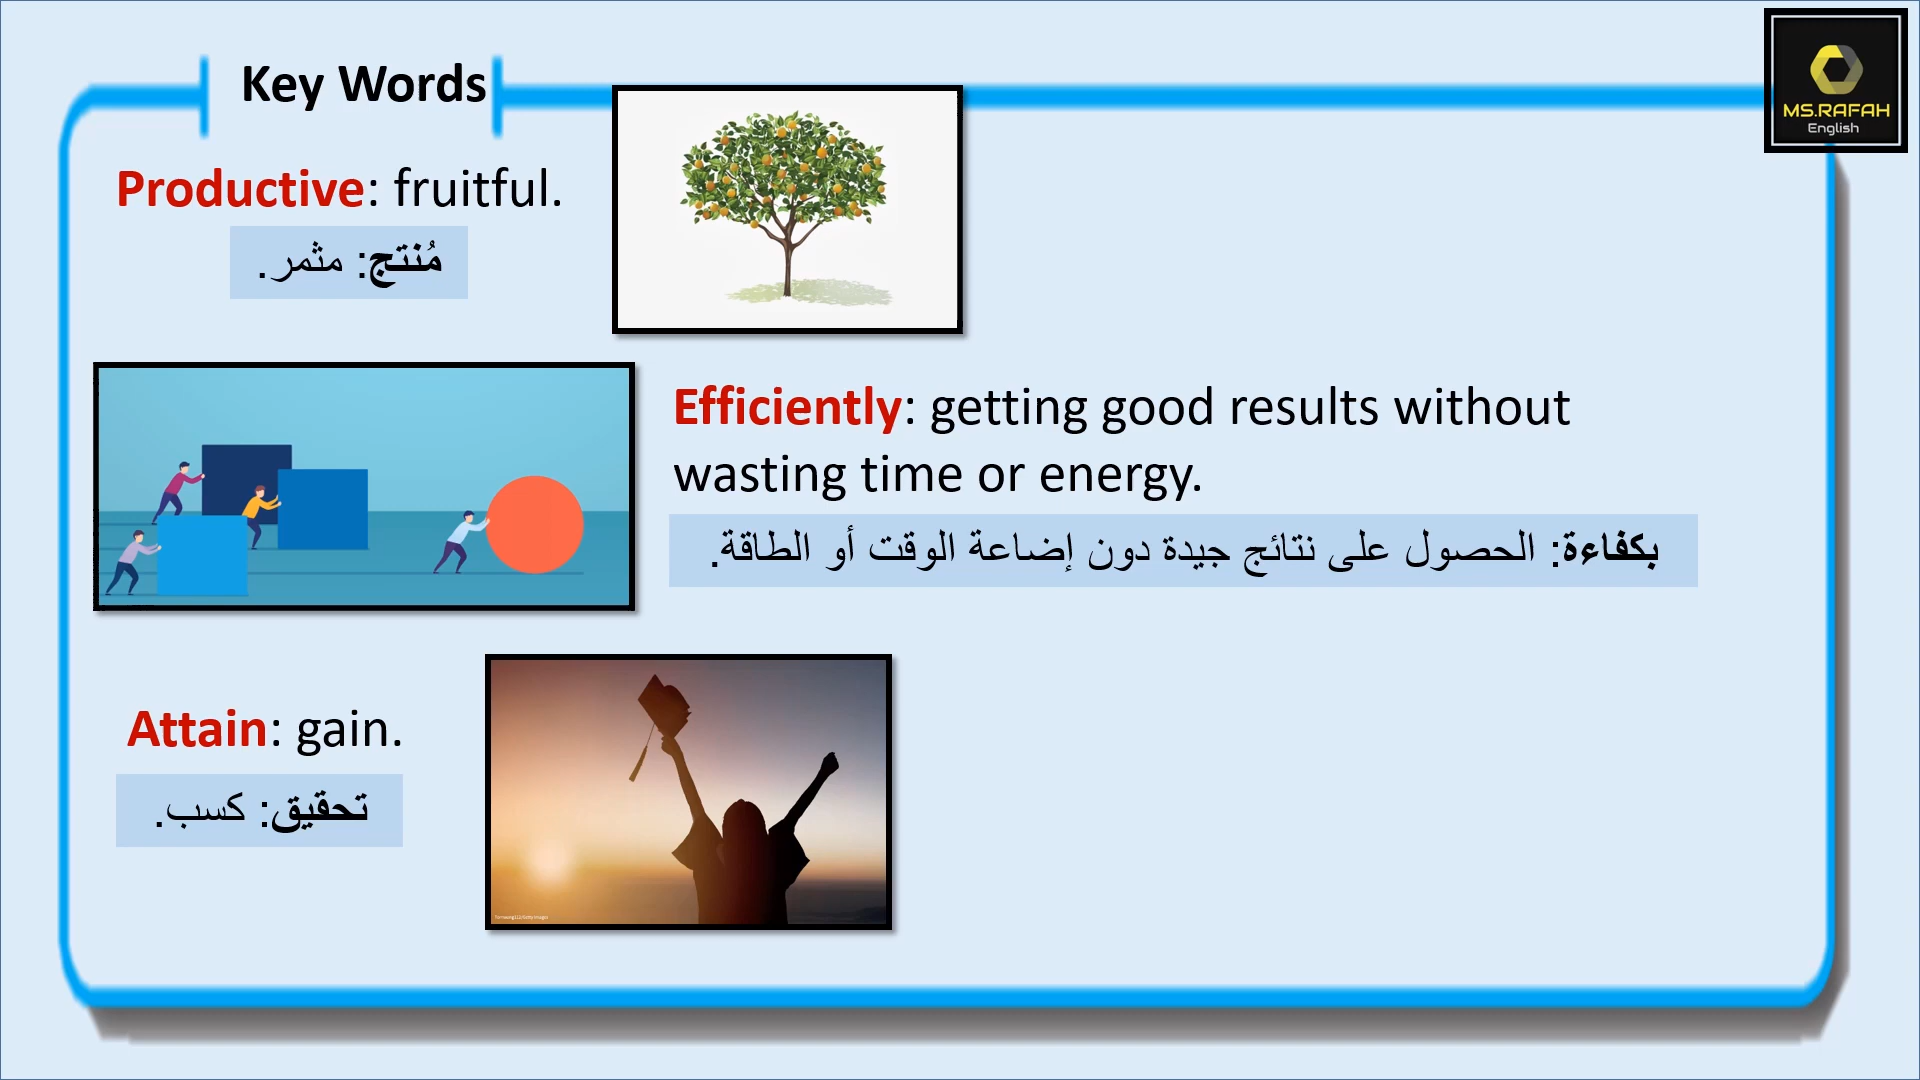 Key Words
MS.RAFAH
English
Productive: fruitful.
مُنتج: مثمر.
Efficiently: getting good results without
wasting time or energy.
بكفاءة: الحصول على نتائج جيدة دون إضاعة الوقت أو الطاقة.
Attain: gain.
تحقيق: كسب.